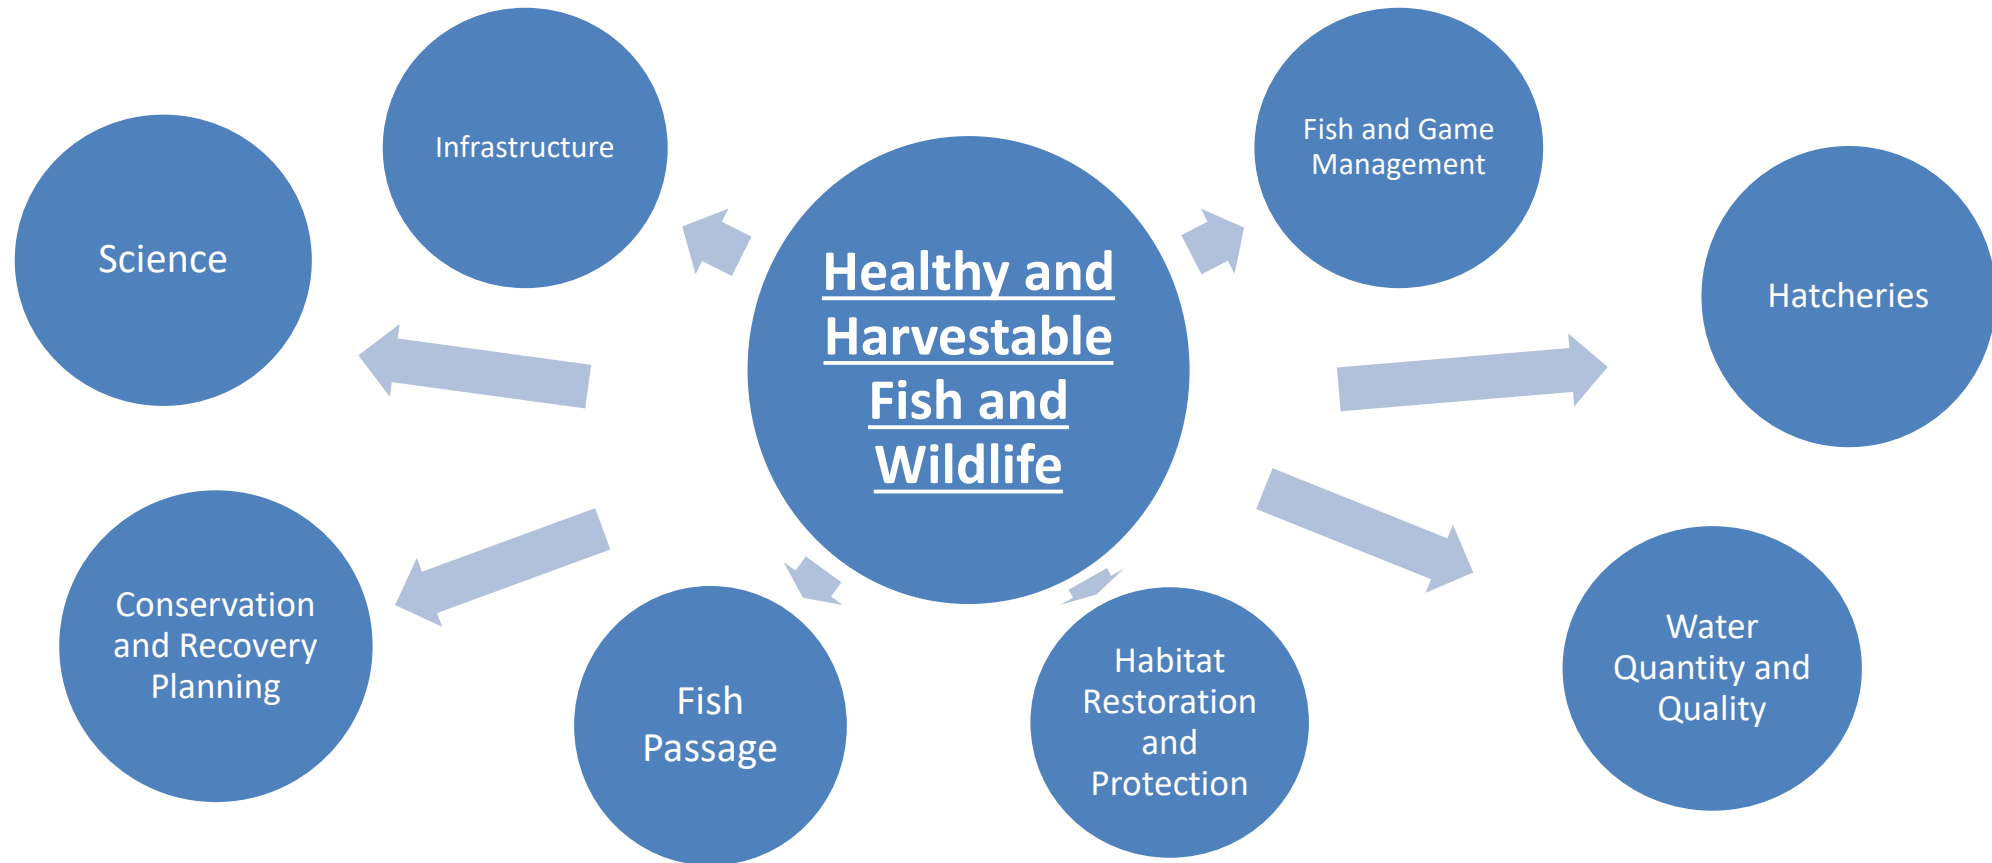 Infrastructure
Fish and Game
Management
Science
Healthy and
Harvestable
Fish and
Wildlife
Hatcheries
Conservation
and Recovery
Planning
Fish
Passage
Habitat
Restoration
and
Protection
Water
Quantity and
Quality